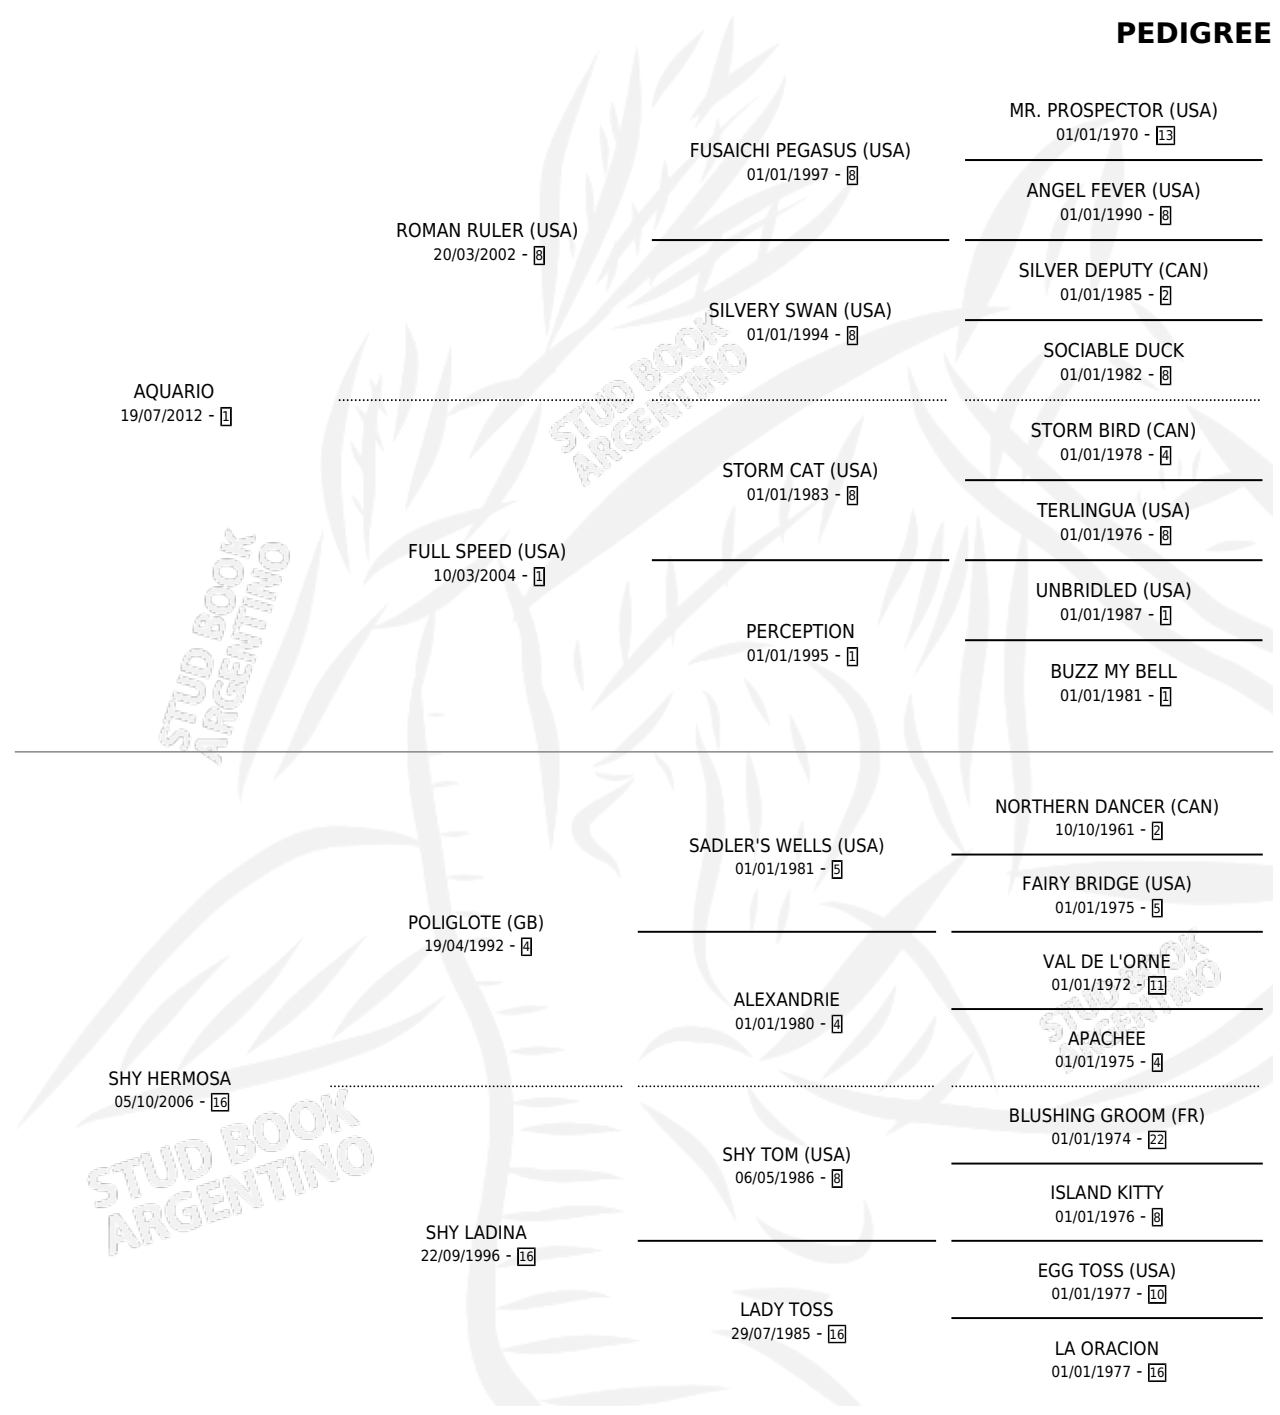 PEDIGREE
MR. PROSPECTOR (USA)
01/01/1970 - 13
FUSAICHI PEGASUS (USA)
01/01/1997 - 8
ANGEL FEVER (USA)
01/01/1990 - 8
ROMAN RULER (USA)
20/03/2002 - 8
SILVER DEPUTY (CAN)
01/01/1985 - 2
SILVERY SWAN (USA)
01/01/1994 - 8
SOCIABLE DUCK
01/01/1982 - 8
AQUARIO
19/07/2012 - 1
STUD BOOK
ARGENTINO
STORM BIRD (CAN)
01/01/1978 - 4
STORM CAT (USA)
01/01/1983 - 8
TERLINGUA (USA)
01/01/1976 - 8
FULL SPEED (USA)
10/03/2004 - 1
UNBRIDLED (USA)
01/01/1987 - 1
PERCEPTION
01/01/1995 - 1
BUZZ MY BELL
01/01/1981 - 1
STUD BOOK
ARGENTINO
NORTHERN DANCER (CAN)
10/10/1961 - 2
SADLER'S WELLS (USA)
01/01/1981 - 5
FAIRY BRIDGE (USA)
01/01/1975 - 5
POLIGLOTE (GB)
19/04/1992 - 4
VAL DE L'ORNE
01/01/1972 - 11
ALEXANDRIE
01/01/1980 - 4
APACHEE
01/01/1975 - 4
STUD BOOK
ARGENTINO
SHY HERMOSA
05/10/2006 - 16
BLUSHING GROOM (FR)
01/01/1974 - 22
SHY TOM (USA)
06/05/1986 - 8
ISLAND KITTY
01/01/1976 - 8
STUD BOOK
ARGENTINO
SHY LADINA
22/09/1996 - 16
EGG TOSS (USA)
01/01/1977 - 10
LADY TOSS
29/07/1985 - 16
LA ORACION
01/01/1977 - 16